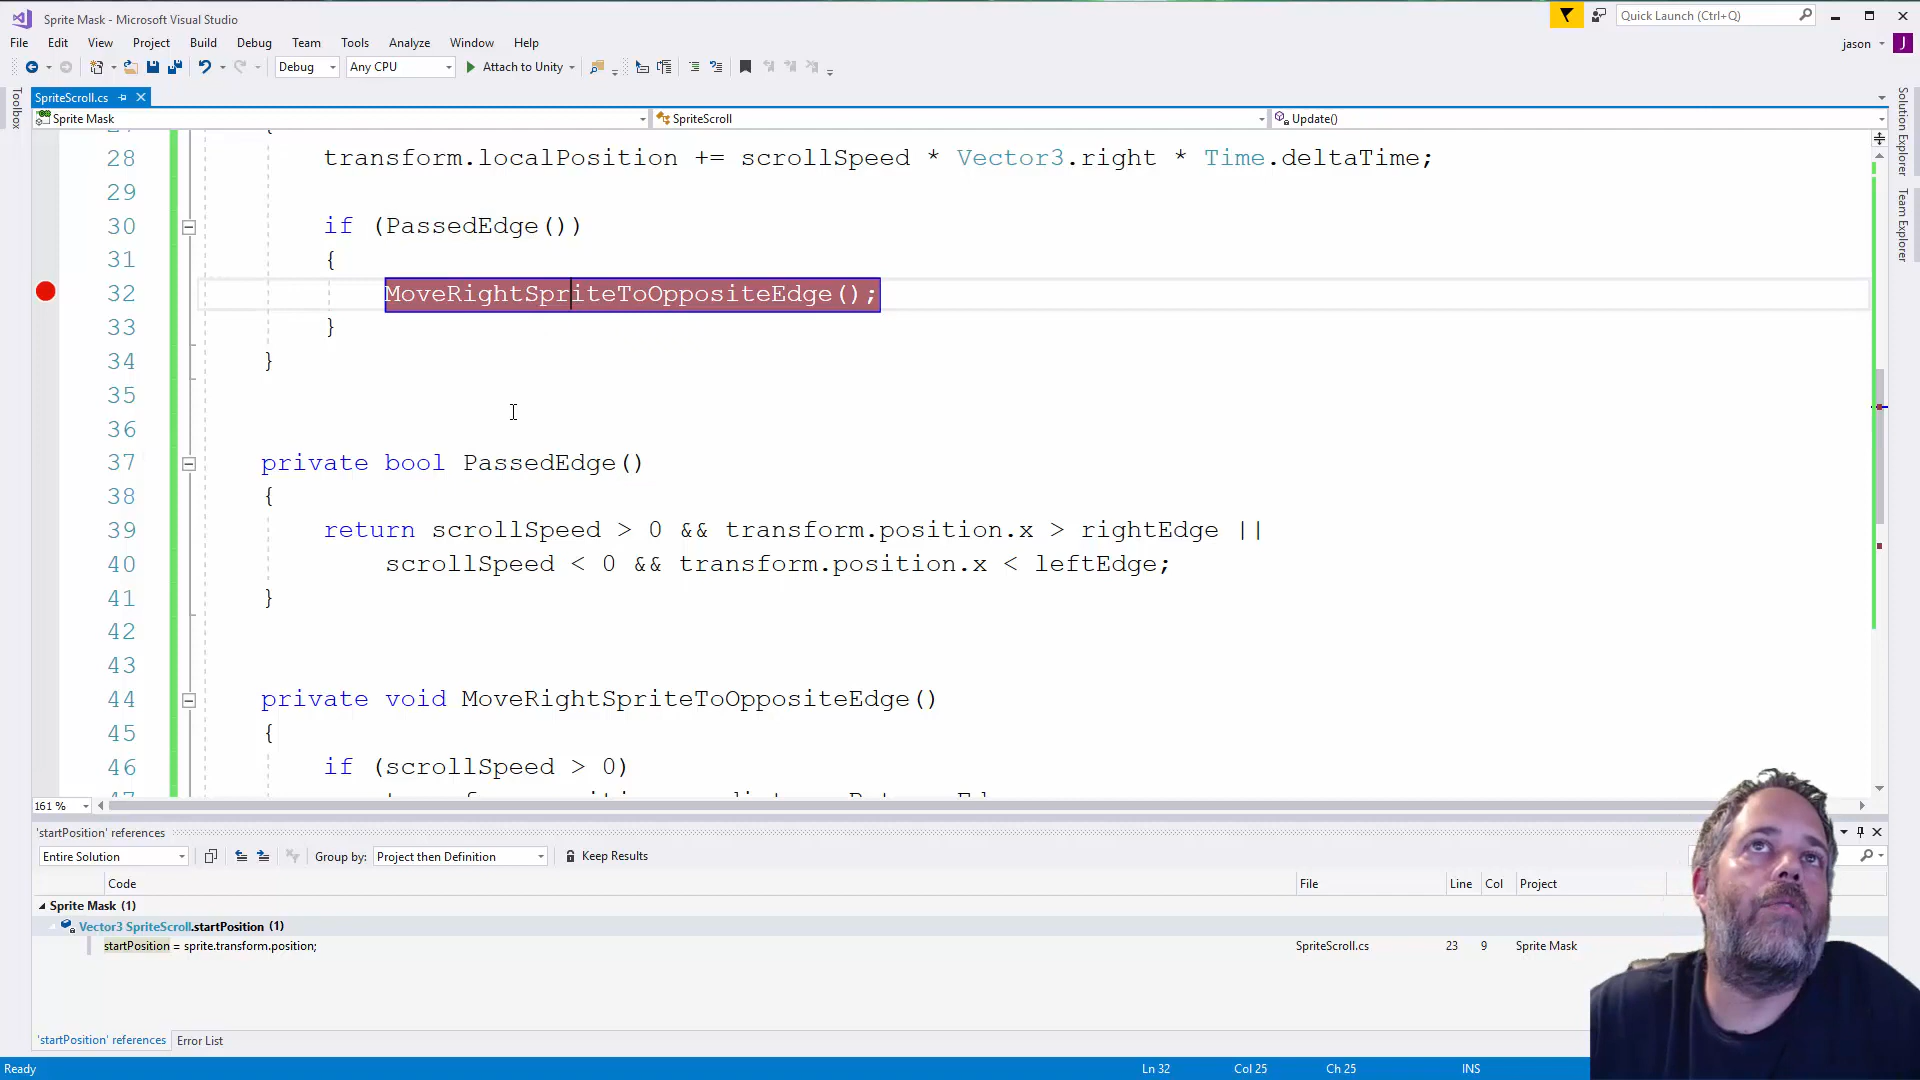 Sprite Mask - Microsoft Visual Studio
Quick Launch (Ctrl+Q)
File Edit View Project Build Debug Team Tools Analyze Window Help
jason J
Debug Any CPU Attach to Unity
Toolbox
SpriteScroll.cs
Sprite Mask SpriteScroll Update()
Solution Explorer
Team Explorer
28 transform.localPosition += scrollSpeed * Vector3.right * Time.deltaTime;
29
30 if (PassedEdge())
31 {
32 MoveRightSpriteToOppositeEdge();
33 }
34 }
35
36
37 private bool PassedEdge()
38 {
39 return scrollSpeed > 0 && transform.position.x > rightEdge ||
40 scrollSpeed < 0 && transform.position.x < leftEdge;
41 }
42
43
44 private void MoveRightSpriteToOppositeEdge()
45 {
46 if (scrollSpeed > 0)
161 %
'startPosition' references
Entire Solution Group by: Project then Definition Keep Results
Code File Line Col Project
Sprite Mask (1)
Vector3 SpriteScroll.startPosition (1)
startPosition = sprite.transform.position; SpriteScroll.cs 23 9 Sprite Mask
'startPosition' references Error List
Ready Ln 32 Col 25 Ch 25 INS